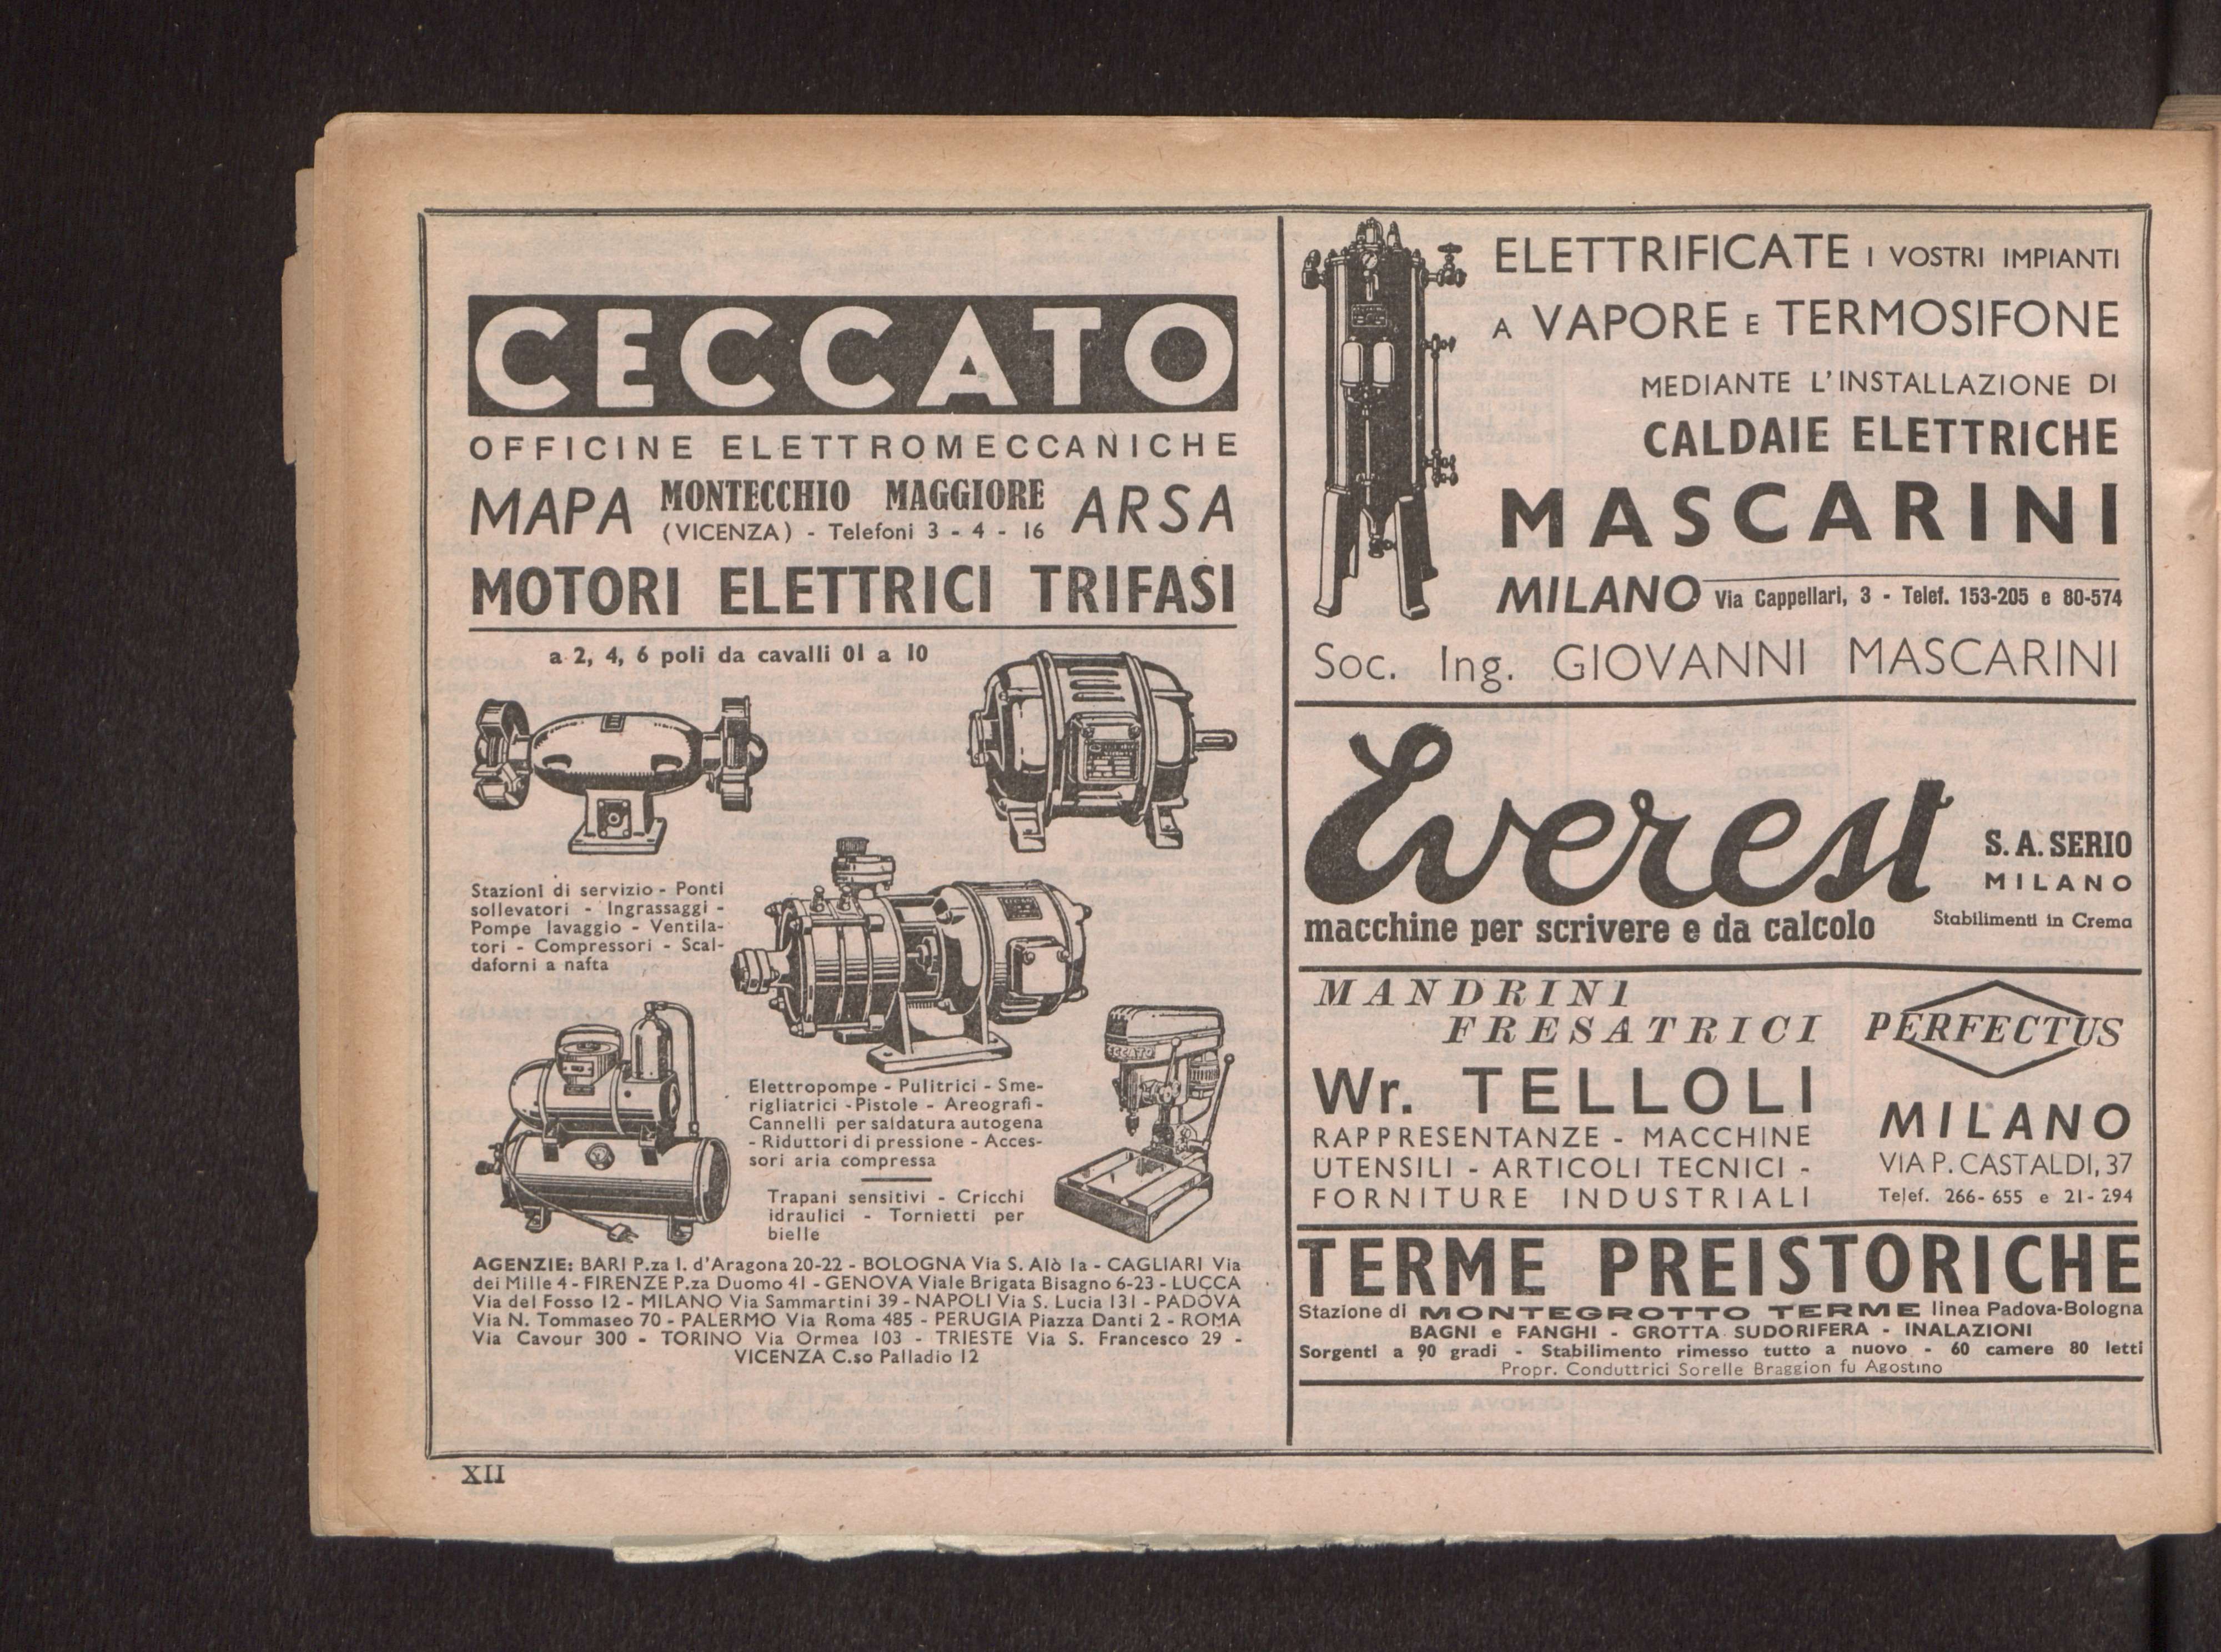 CECCATO
OFFICINE ELETTROMECCANICHE
MAPA MONTECCHIO MAGGIORE ARSA
(VICENZA) - Telefoni 3 - 4 - 16
MOTORI ELETTRICI TRIFASI
a 2, 4, 6 poli da cavalli 01 a 10
Stazioni di servizio - Ponti
sollevatori - Ingrassaggi -
Pompe lavaggio - Ventila-
tori - Compressori - Scal-
daforni a nafta
CECCATO
Elettropompe - Pulitrici - Sme-
rigliatrici - Pistole - Areografi -
Cannelli per saldatura autogena
- Riduttori di pressione - Acces-
sori aria compressa
Trapani sensitivi - Cricchi
idraulici - Tornietti per
bielle
AGENZIE: BARI P.za I. d'Aragona 20-22 - BOLOGNA Via S. Alò 1a - CAGLIARI Via
dei Mille 4 - FIRENZE P.za Duomo 41 - GENOVA Viale Brigata Bisagno 6-23 - LUCCA
Via del Fosso 12 - MILANO Via Sammartini 39 - NAPOLI Via S. Lucia 131 - PADOVA
Via N. Tommaseo 70 - PALERMO Via Roma 485 - PERUGIA Piazza Danti 2 - ROMA
Via Cavour 300 - TORINO Via Ormea 103 - TRIESTE Via S. Francesco 29 -
VICENZA C.so Palladio 12
XII
ELETTRIFICATE I VOSTRI IMPIANTI
A VAPORE E TERMOSIFONE
MEDIANTE L'INSTALLAZIONE DI
CALDAIE ELETTRICHE
MASCARINI
MILANO Via Cappellari, 3 - Telef. 153-205 e 80-574
Soc. Ing. GIOVANNI MASCARINI
Everest
S. A. SERIO
MILANO
macchine per scrivere e da calcolo
Stabilimenti in Crema
MANDRINI
FRESATRICI
PERFECTUS
Wr. TELLOLI
RAPPRESENTANZE - MACCHINE
UTENSILI - ARTICOLI TECNICI -
FORNITURE INDUSTRIALI
MILANO
VIA P. CASTALDI, 37
Telef. 266-655 e 21-294
TERME PREISTORICHE
Stazione di MONTEGROTTO TERME linea Padova-Bologna
BAGNI e FANGHI - GROTTA SUDORIFERA - INALAZIONI
Sorgenti a 90 gradi - Stabilimento rimesso tutto a nuovo - 60 camere 80 letti
Propr. Conduttrici Sorelle Braggion fu Agostino